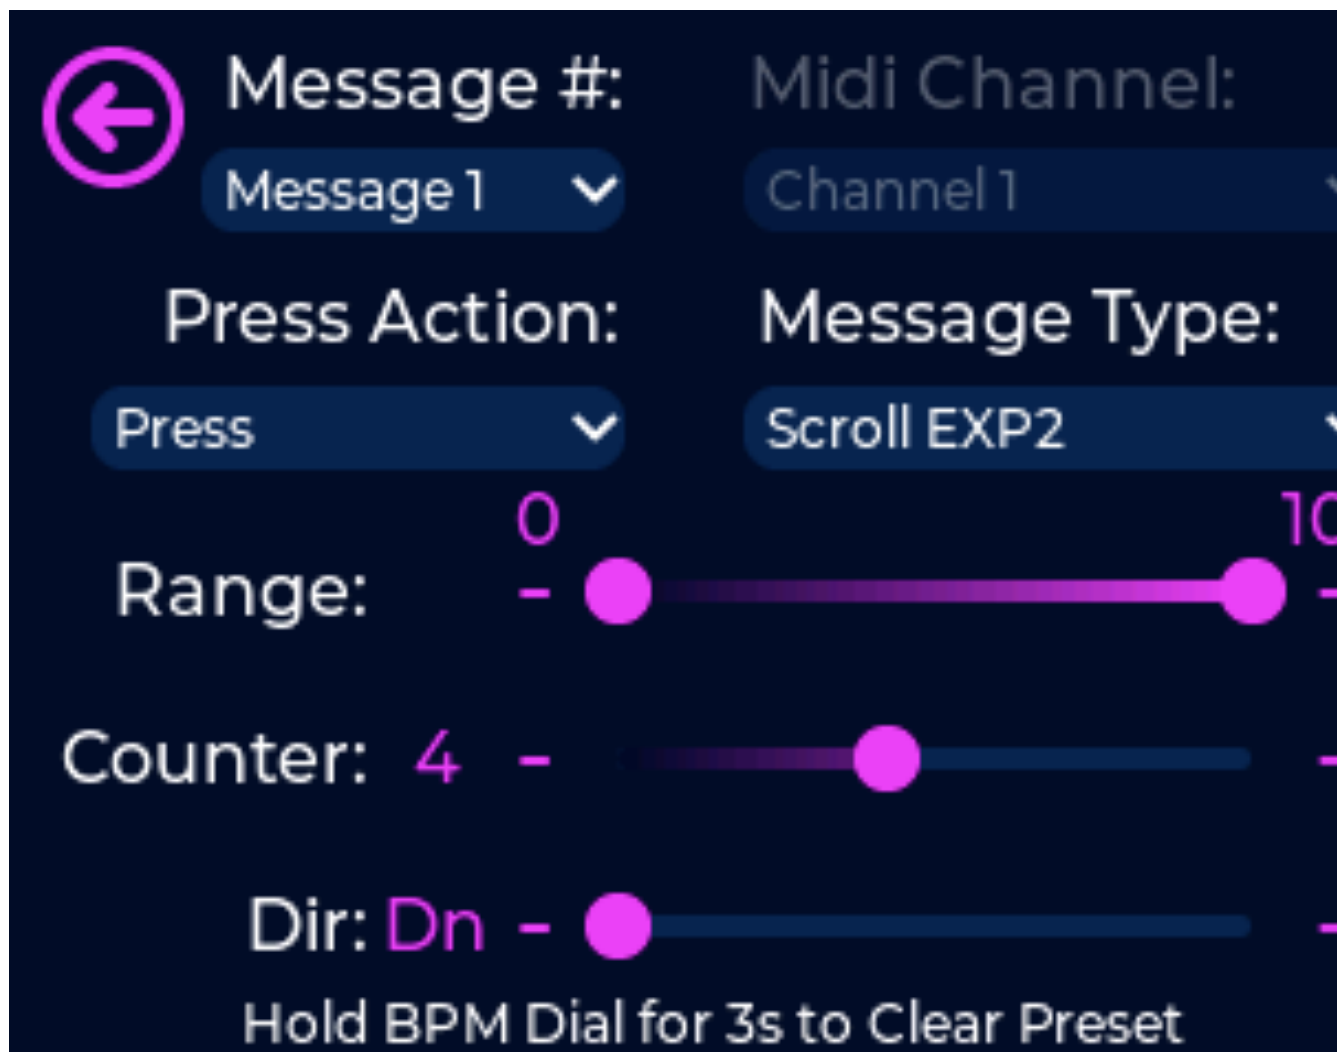 Message #: Midi Channel:
Message 1 Channel 1
Press Action: Message Type:
Press Scroll EXP2
0 10
Range: - -
Counter: 4 - -
Dir: Dn - -
Hold BPM Dial for 3s to Clear Preset